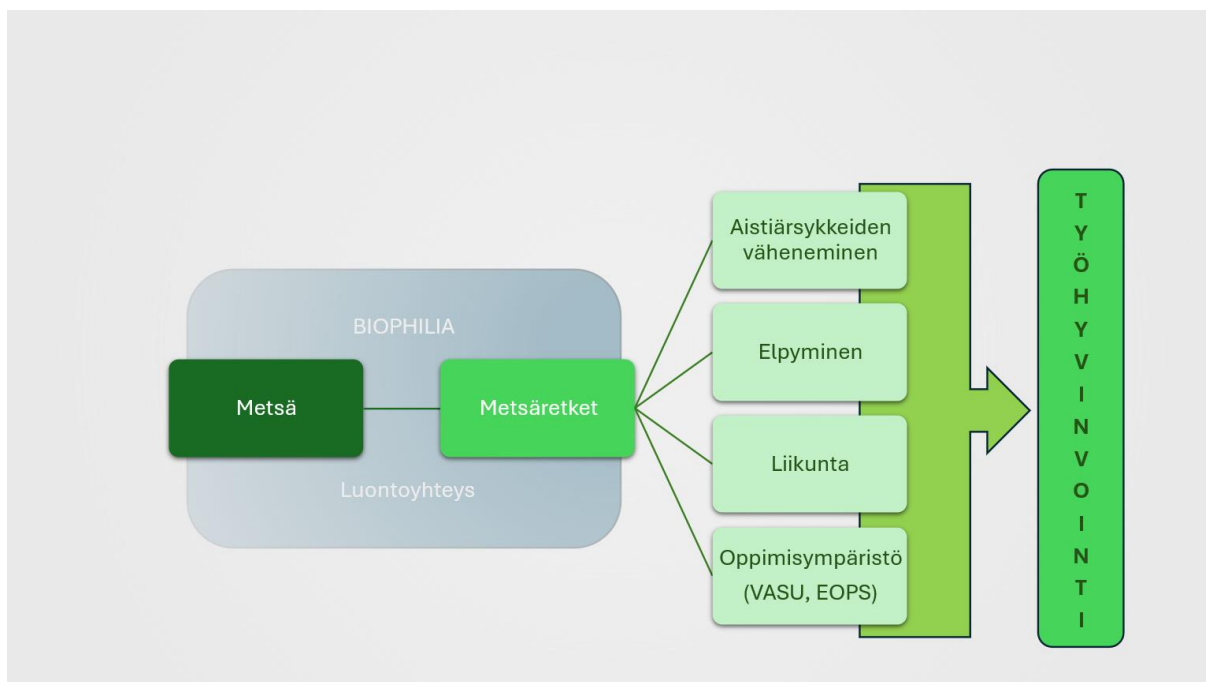 BIOPHILIA
Metsä
Metsäretket
Luontoyhteys
Aistiärsykkeiden
väheneminen
Elpyminen
Liikunta
Oppimisympäristö
(VASU, EOPS)
T
Y
Ö
H
Y
V
I
N
V
O
I
N
T
I